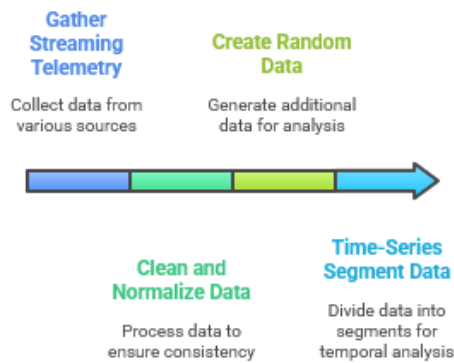 Gather
Streaming
Telemetry
Collect data from
various sources
Create Random
Data
Generate additional
data for analysis
Clean and
Normalize Data
Process data to
ensure consistency
Time-Series
Segment Data
Divide data into
segments for
temporal analysis